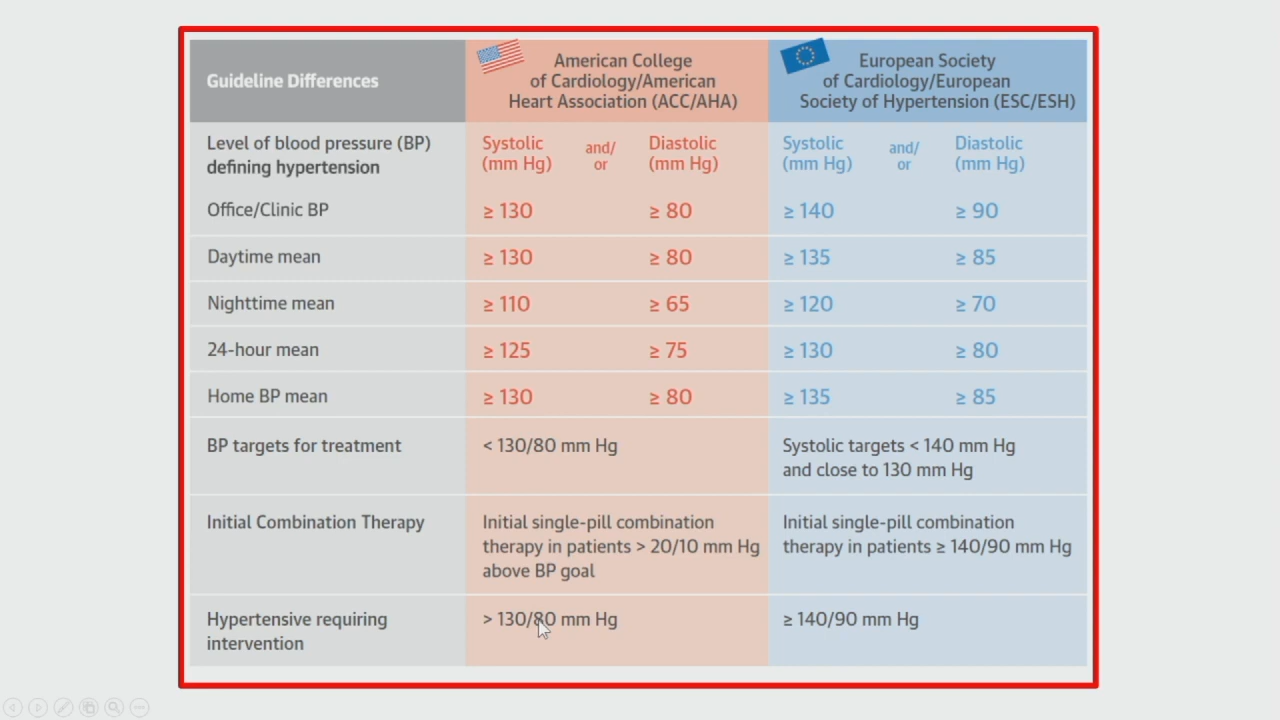 Guideline Differences
American College
of Cardiology/American
Heart Association (ACC/AHA)
European Society
of Cardiology/European
Society of Hypertension (ESC/ESH)
Level of blood pressure (BP)
defining hypertension
Systolic
(mm Hg)
and/
or
Diastolic
(mm Hg)
Systolic
(mm Hg)
and/
or
Diastolic
(mm Hg)
Office/Clinic BP ≥ 130 ≥ 80 ≥ 140 ≥ 90
Daytime mean ≥ 130 ≥ 80 ≥ 135 ≥ 85
Nighttime mean ≥ 110 ≥ 65 ≥ 120 ≥ 70
24-hour mean ≥ 125 ≥ 75 ≥ 130 ≥ 80
Home BP mean ≥ 130 ≥ 80 ≥ 135 ≥ 85
BP targets for treatment
< 130/80 mm Hg
Systolic targets < 140 mm Hg
and close to 130 mm Hg
Initial Combination Therapy
Initial single-pill combination
therapy in patients > 20/10 mm Hg
above BP goal
Initial single-pill combination
therapy in patients ≥ 140/90 mm Hg
Hypertensive requiring
intervention
> 130/80 mm Hg
≥ 140/90 mm Hg